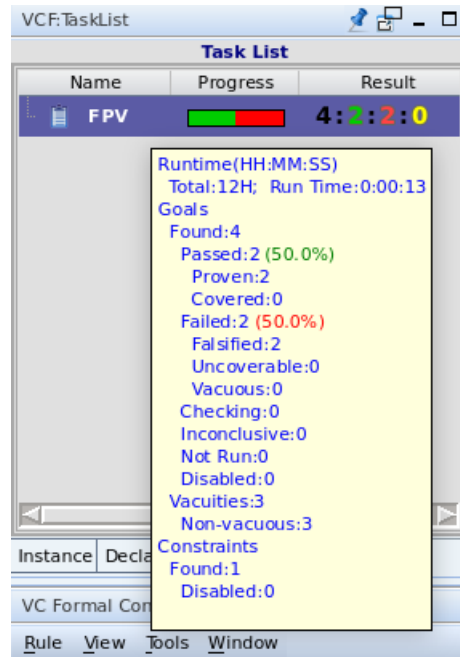 VCF:TaskList
Task List
Name Progress Result
FPV 4:2:2:0
Runtime(HH:MM:SS)
Total:12H; Run Time:0:00:13
Goals
Found:4
Passed:2 (50.0%)
Proven:2
Covered:0
Failed:2 (50.0%)
Falsified:2
Uncoverable:0
Vacuous:0
Checking:0
Inconclusive:0
Not Run:0
Disabled:0
Vacuities:3
Non-vacuous:3
Constraints
Found:1
Disabled:0
Instance Decla
VC Formal Con
Rule View Tools Window